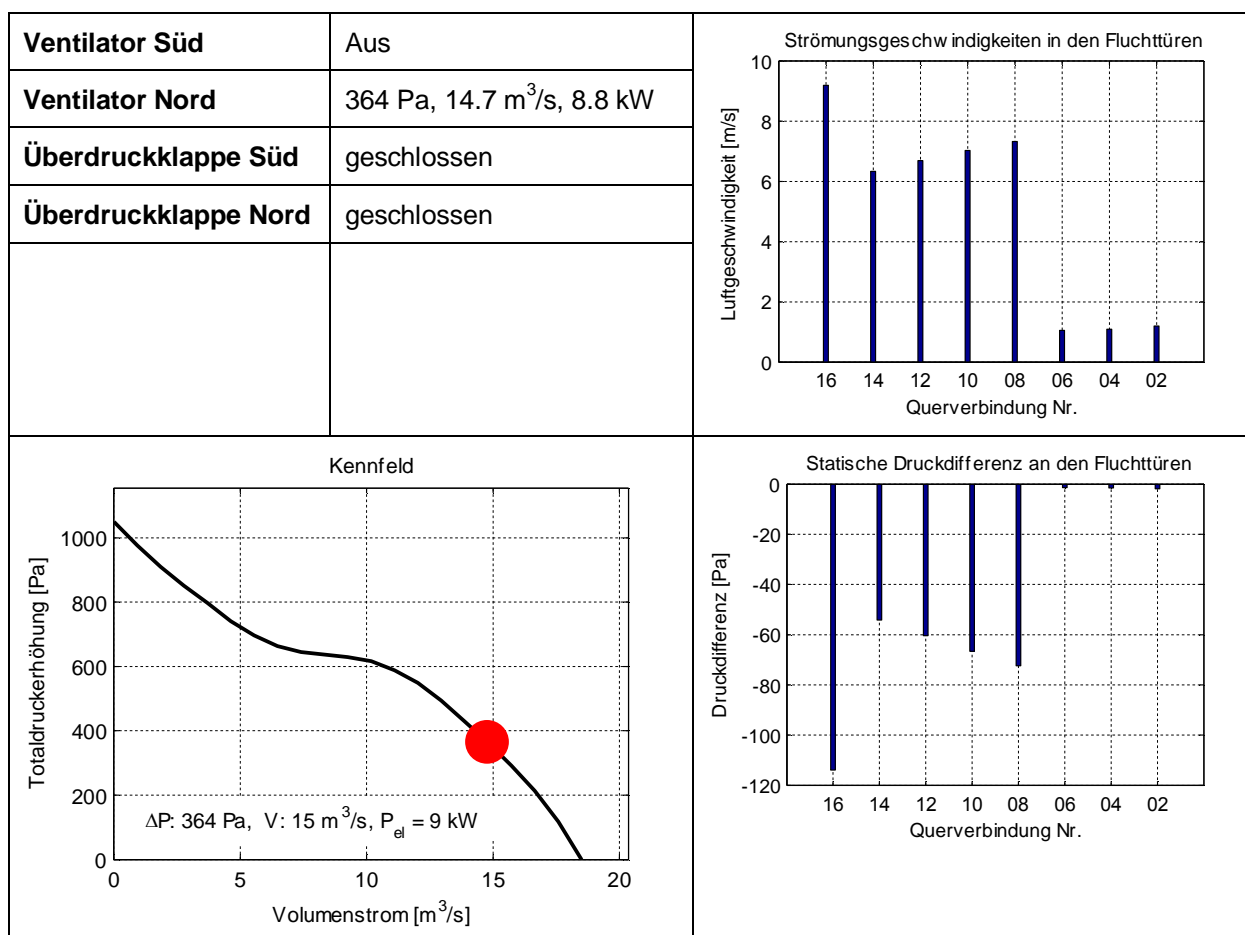 Ventilator Süd Aus
Ventilator Nord 364 Pa, 14.7 m³/s, 8.8 kW
Überdruckklappe Süd geschlossen
Überdruckklappe Nord geschlossen
Strömungsgeschwindigkeiten in den Fluchttüren
Luftgeschwindigkeit [m/s]
10
8
6
4
2
0
16 14 12 10 08 06 04 02
Querverbindung Nr.
Kennfeld
Totaldruckerhöhung [Pa]
1000
800
600
400
200
0
ΔP: 364 Pa, V: 15 m³/s, Pel = 9 kW
0 5 10 15 20
Volumenstrom [m³/s]
Statische Druckdifferenz an den Fluchttüren
Druckdifferenz [Pa]
0
-20
-40
-60
-80
-100
-120
16 14 12 10 08 06 04 02
Querverbindung Nr.